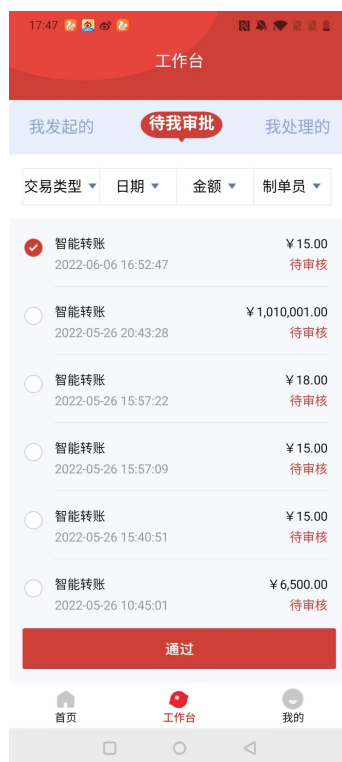 17:47
工作台
我发起的 待我审批 我处理的
交易类型 日期 金额 制单员
智能转账 ￥15.00
2022-06-06 16:52:47 待审核
智能转账 ￥1,010,001.00
2022-05-26 20:43:28 待审核
智能转账 ￥18.00
2022-05-26 15:57:22 待审核
智能转账 ￥15.00
2022-05-26 15:57:09 待审核
智能转账 ￥15.00
2022-05-26 15:40:51 待审核
智能转账 ￥6,500.00
2022-05-26 10:45:01 待审核
通过
首页 工作台 我的